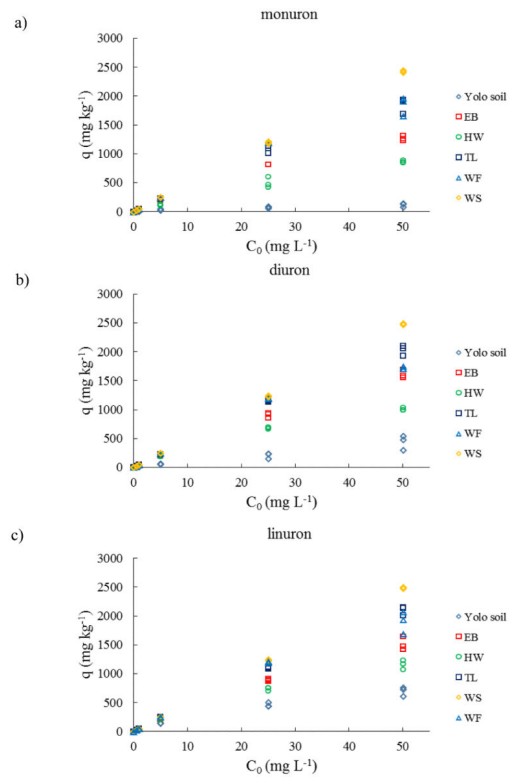 a)
monuron
q (mg kg⁻¹)
3000
2500
2000
1500
1000
500
0
0 10 20 30 40 50
C₀ (mg L⁻¹)
Yolo soil
EB
HW
TL
WF
WS
b)
diuron
q (mg kg⁻¹)
3000
2500
2000
1500
1000
500
0
0 10 20 30 40 50
C₀ (mg L⁻¹)
Yolo soil
EB
HW
TL
WF
WS
c)
linuron
q (mg kg⁻¹)
3000
2500
2000
1500
1000
500
0
0 10 20 30 40 50
C₀ (mg L⁻¹)
Yolo soil
EB
HW
TL
WS
WF